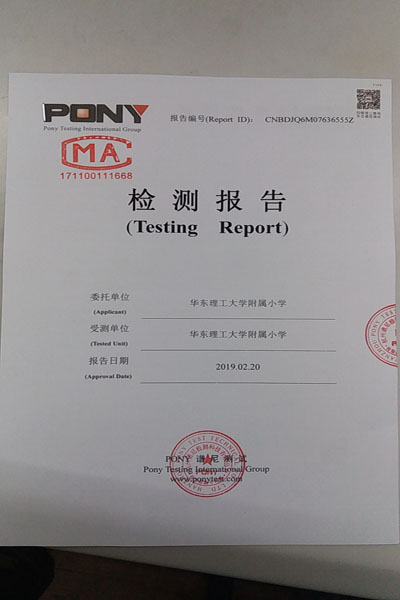 PONY
Pony Testing International Group
报告编号(Report ID): CNBDJQ6M07636555Z
MA
171100111668
检测报告
(Testing Report)
委托单位
(Applicant)
华东理工大学附属小学
受测单位
(Tested Unit)
华东理工大学附属小学
报告日期
(Approval Date)
2019.02.20
PONY 谱尼测试
Pony Testing International Group
www.ponytest.com